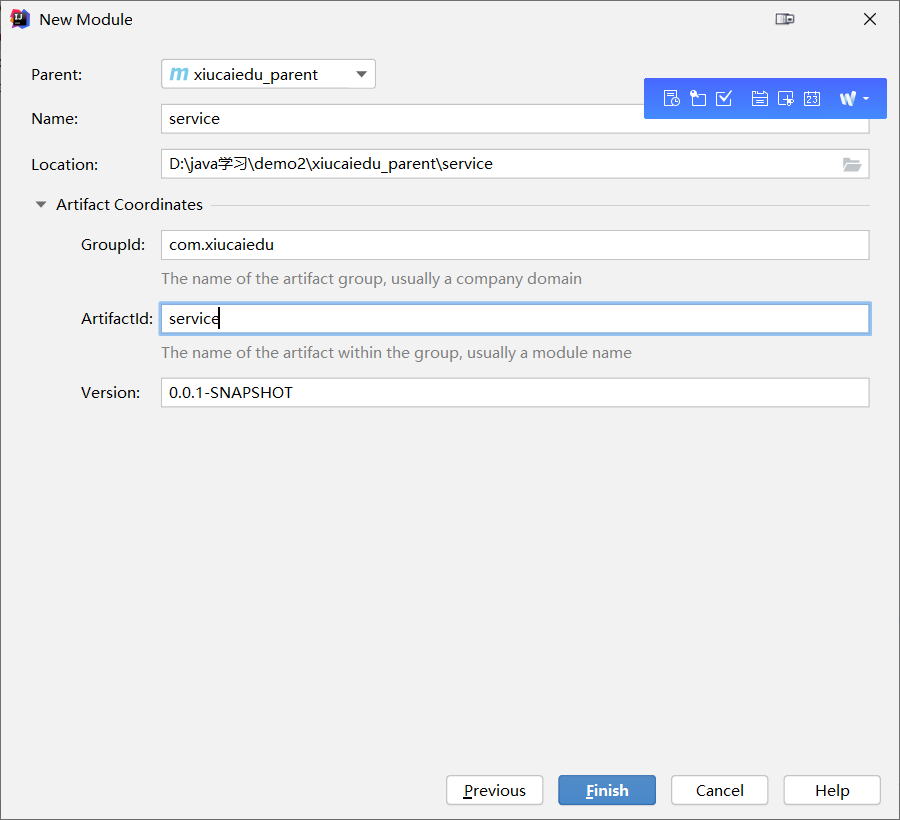 New Module
Parent: m xiucaiedu_parent
23 W
Name: service
Location: D:\java学习\demo2\xiucaiedu_parent\service
Artifact Coordinates
GroupId: com.xiucaiedu
The name of the artifact group, usually a company domain
ArtifactId: service
The name of the artifact within the group, usually a module name
Version: 0.0.1-SNAPSHOT
Previous Finish Cancel Help